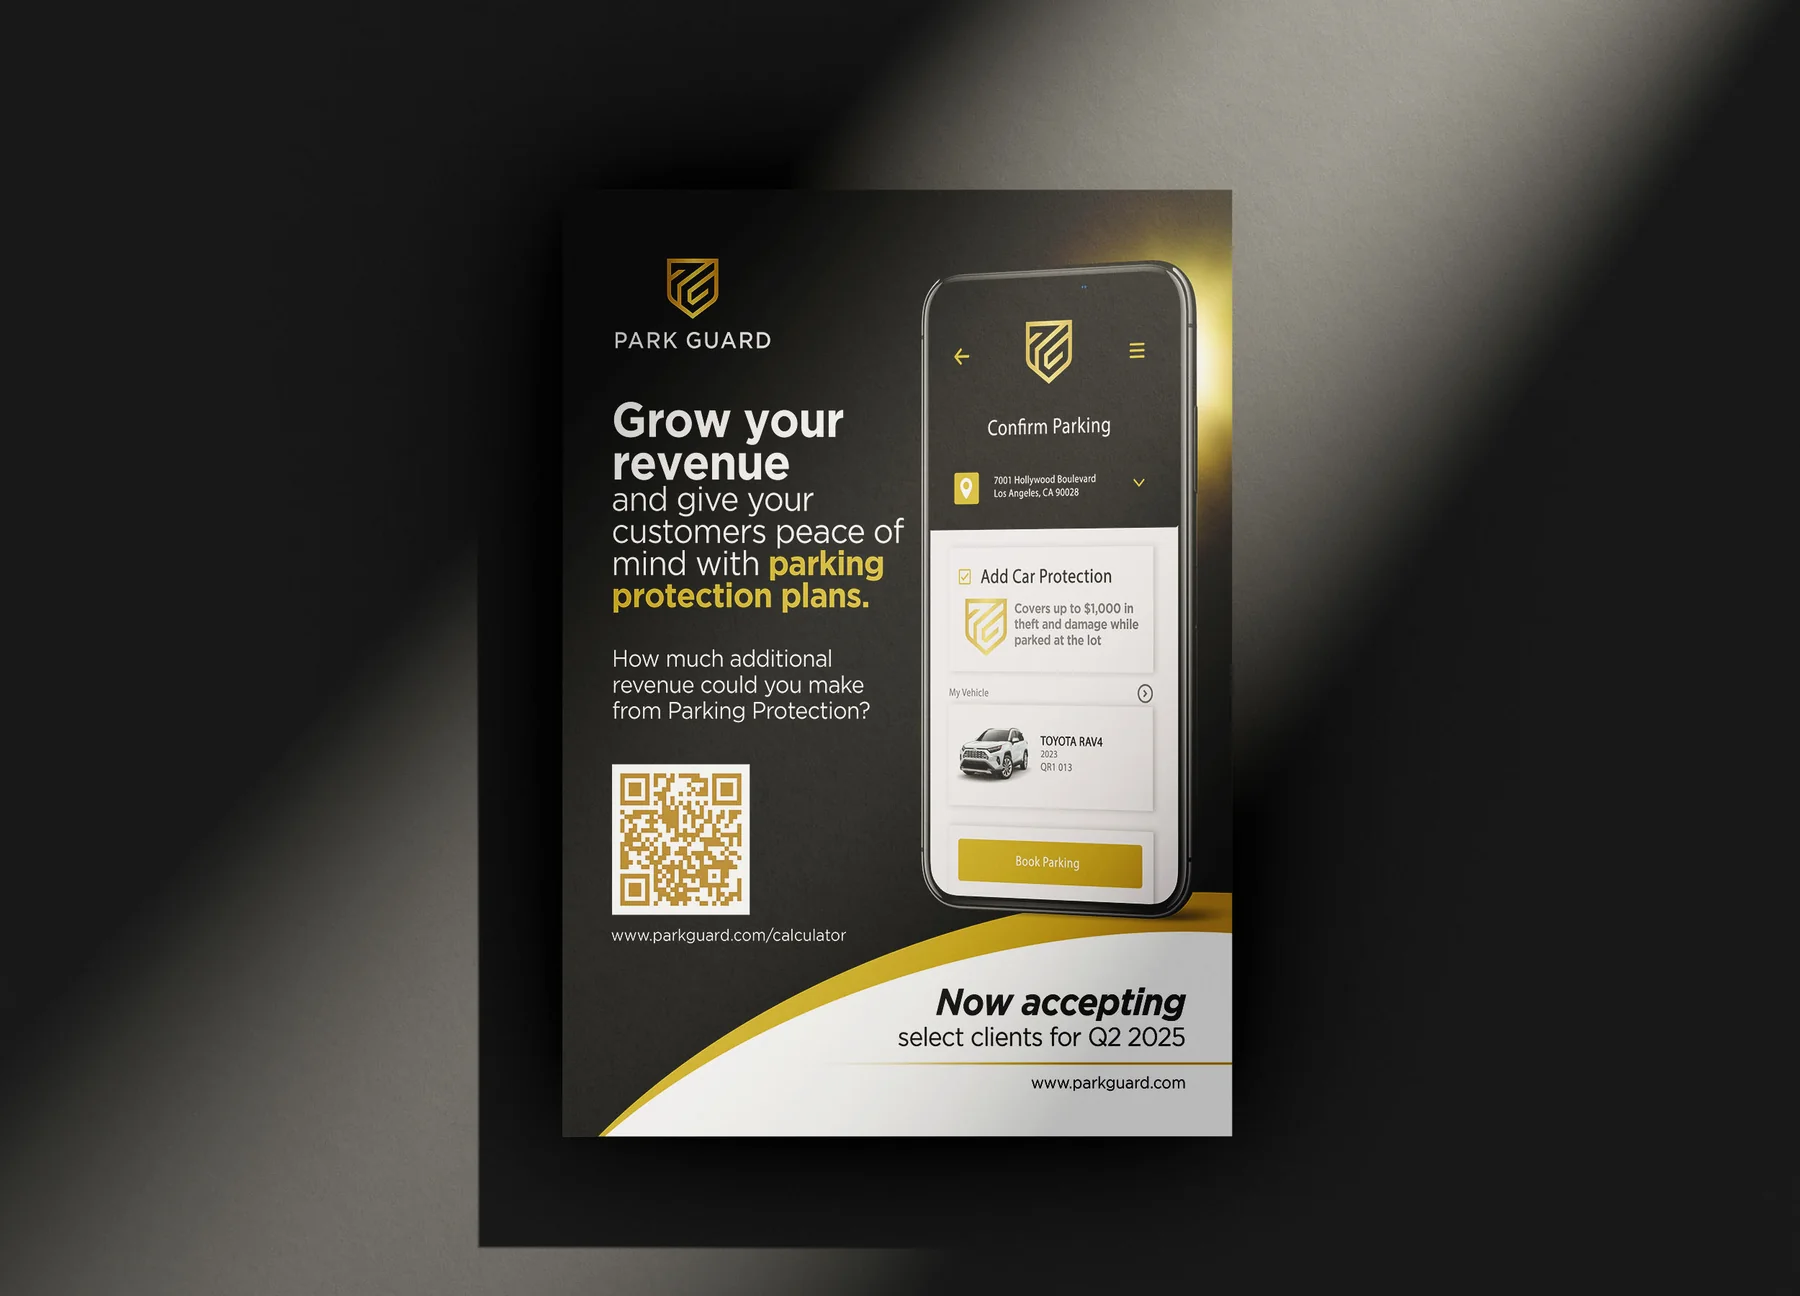 PARK GUARD
Grow your
revenue
and give your
customers peace of
mind with parking
protection plans.
How much additional
revenue could you make
from Parking Protection?
www.parkguard.com/calculator
Confirm Parking
7001 Hollywood Boulevard
Los Angeles, CA 90028
Add Car Protection
Covers up to $1,000 in
theft and damage while
parked at the lot
My Vehicle
TOYOTA RAV4
2023
QR1 013
Book Parking
Now accepting
select clients for Q2 2025
www.parkguard.com